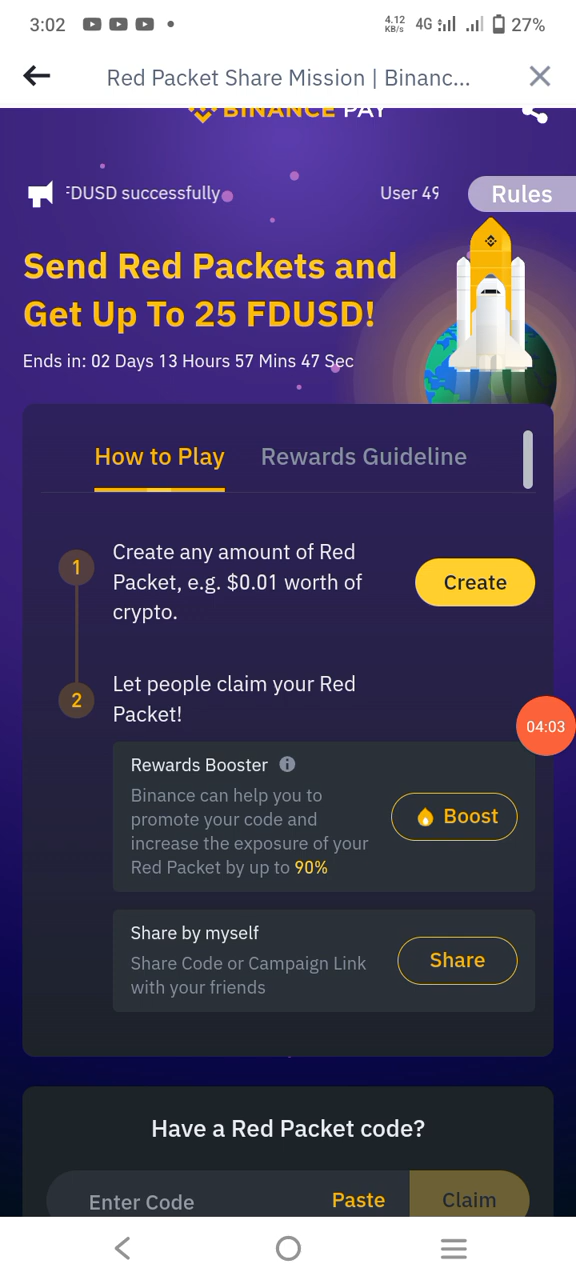 3:02
4.12 KB/s 4G 27%
Red Packet Share Mission | Binanc...
BINANCE PAY
FDUSD successfully User 49 Rules
Send Red Packets and
Get Up To 25 FDUSD!
Ends in: 02 Days 13 Hours 57 Mins 47 Sec
How to Play Rewards Guideline
1
Create any amount of Red
Packet, e.g. $0.01 worth of
crypto.
Create
2
Let people claim your Red
Packet!
04:03
Rewards Booster
Binance can help you to
promote your code and
increase the exposure of your
Red Packet by up to 90%
Boost
Share by myself
Share Code or Campaign Link
with your friends
Share
Have a Red Packet code?
Enter Code Paste Claim